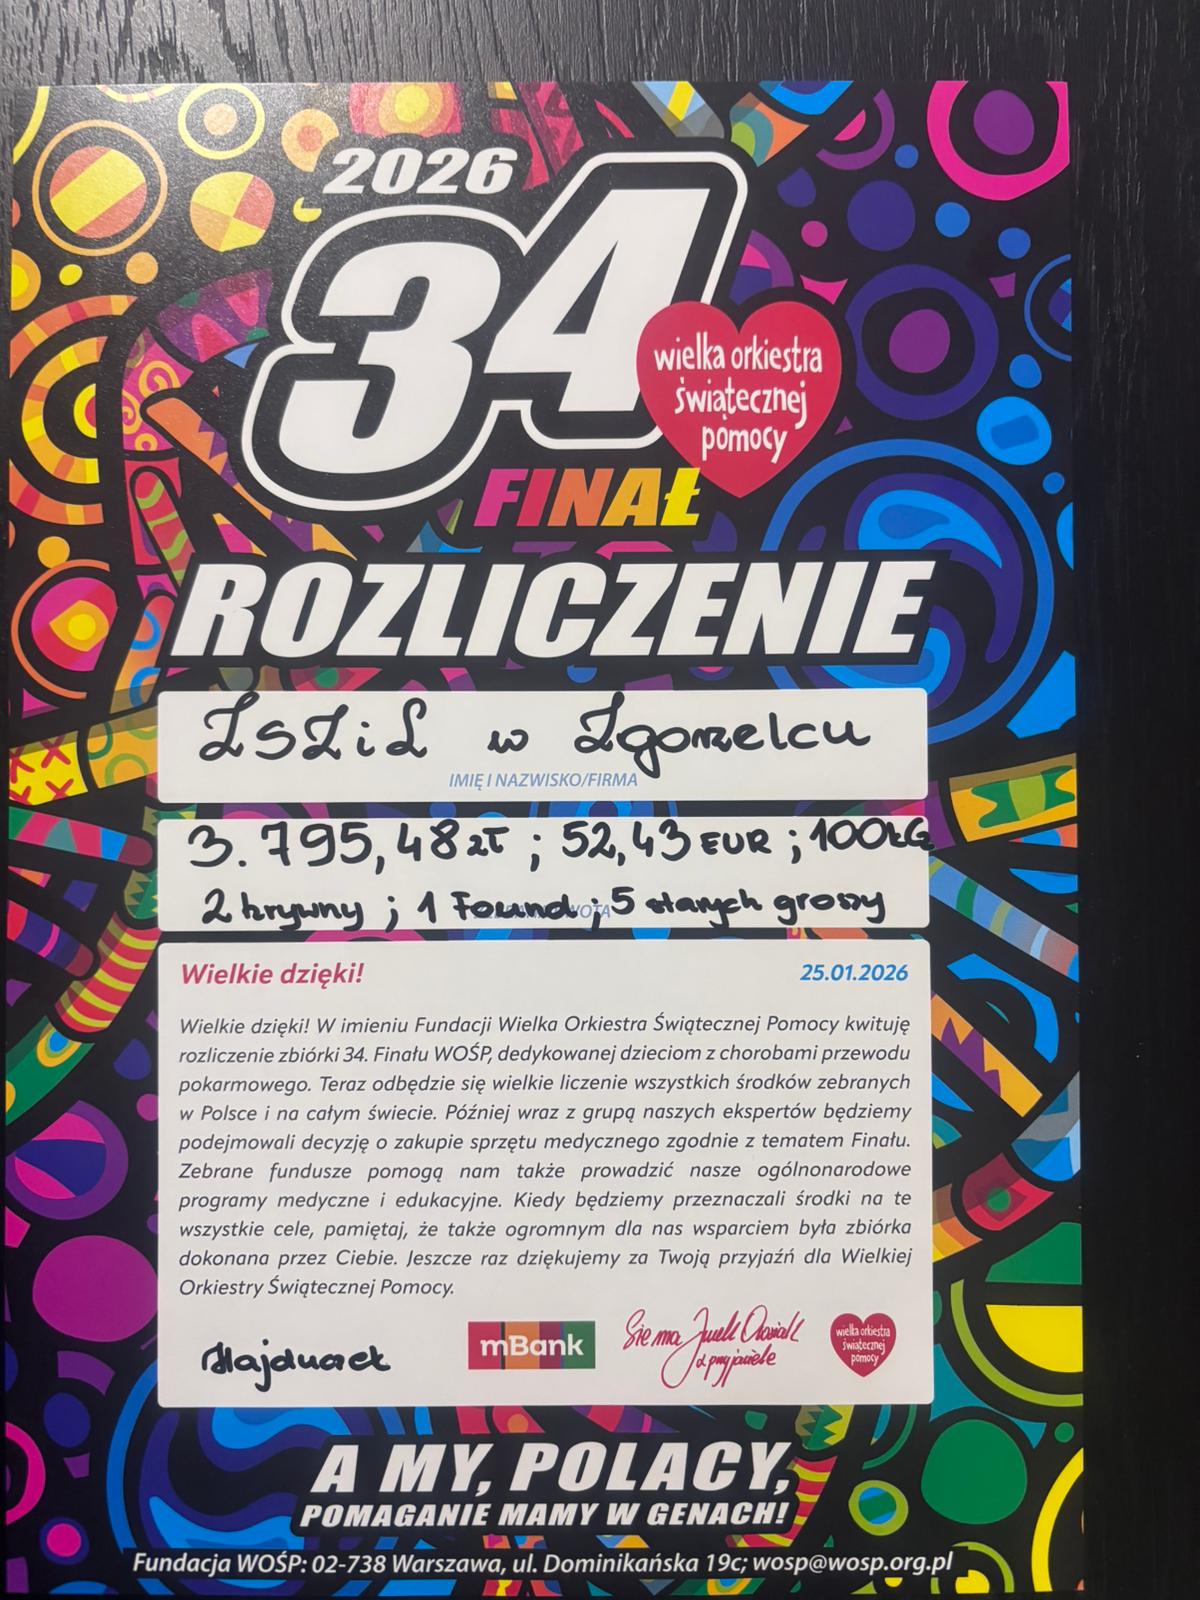 2026
34
wielka orkiestra
świątecznej
pomocy
FINAŁ
ROZLICZENIE
ZSZiL w Zgorzelcu
IMIĘ I NAZWISKO/FIRMA
3.795,48 zł ; 52,43 EUR ; 100
2 hrywny ; 1 Found ; 5 starych groszy
Wielkie dzięki!
25.01.2026
Wielkie dzięki! W imieniu Fundacji Wielka Orkiestra Świątecznej Pomocy kwituję
rozliczenie zbiórki 34. Finału WOŚP, dedykowanej dzieciom z chorobami przewodu
pokarmowego. Teraz odbędzie się wielkie liczenie wszystkich środków zebranych
w Polsce i na całym świecie. Później wraz z grupą naszych ekspertów będziemy
podejmowali decyzję o zakupie sprzętu medycznego zgodnie z tematem Finału.
Zebrane fundusze pomogą nam także prowadzić nasze ogólnonarodowe
programy medyczne i edukacyjne. Kiedy będziemy przeznaczali środki na te
wszystkie cele, pamiętaj, że także ogromnym dla nas wsparciem była zbiórka
dokonana przez Ciebie. Jeszcze raz dziękujemy za Twoją przyjaźń dla Wielkiej
Orkiestry Świątecznej Pomocy.
mBank
Sie ma Jurek Owsiak
z przyjaciele
wielka orkiestra
świątecznej
pomocy
A MY, POLACY,
POMAGANIE MAMY W GENACH!
Fundacja WOŚP: 02-738 Warszawa, ul. Dominikańska 19c; wosp@wosp.org.pl